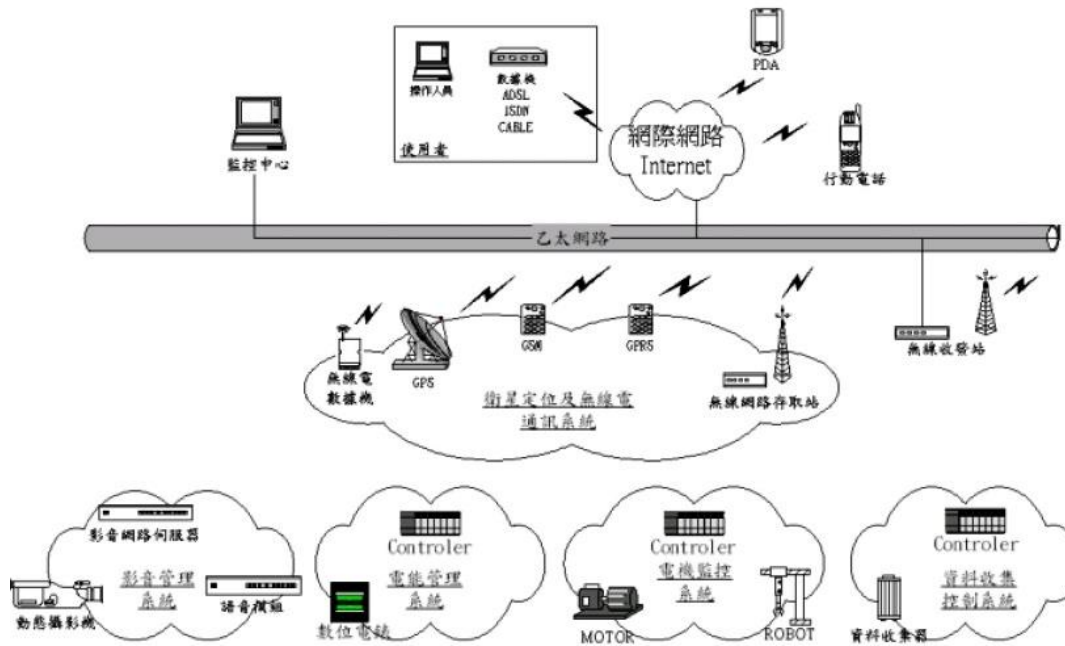 PDA
操作人員
數據機
ADSL
ISDN
CABLE
使用者
網際網路
Internet
監控中心
行動電話
乙太網路
GSM
GPRS
GPS
無線電
數據機
衛星定位及無線電
通訊系統
無線網路存取站
無線收發站
影音網路伺服器
影音管理
系統
動態攝影機
語音模組
Controler
電能管理
系統
數位電錶
Controler
電機監控
系統
MOTOR
ROBOT
Controler
資料收集
控制系統
資料收集器